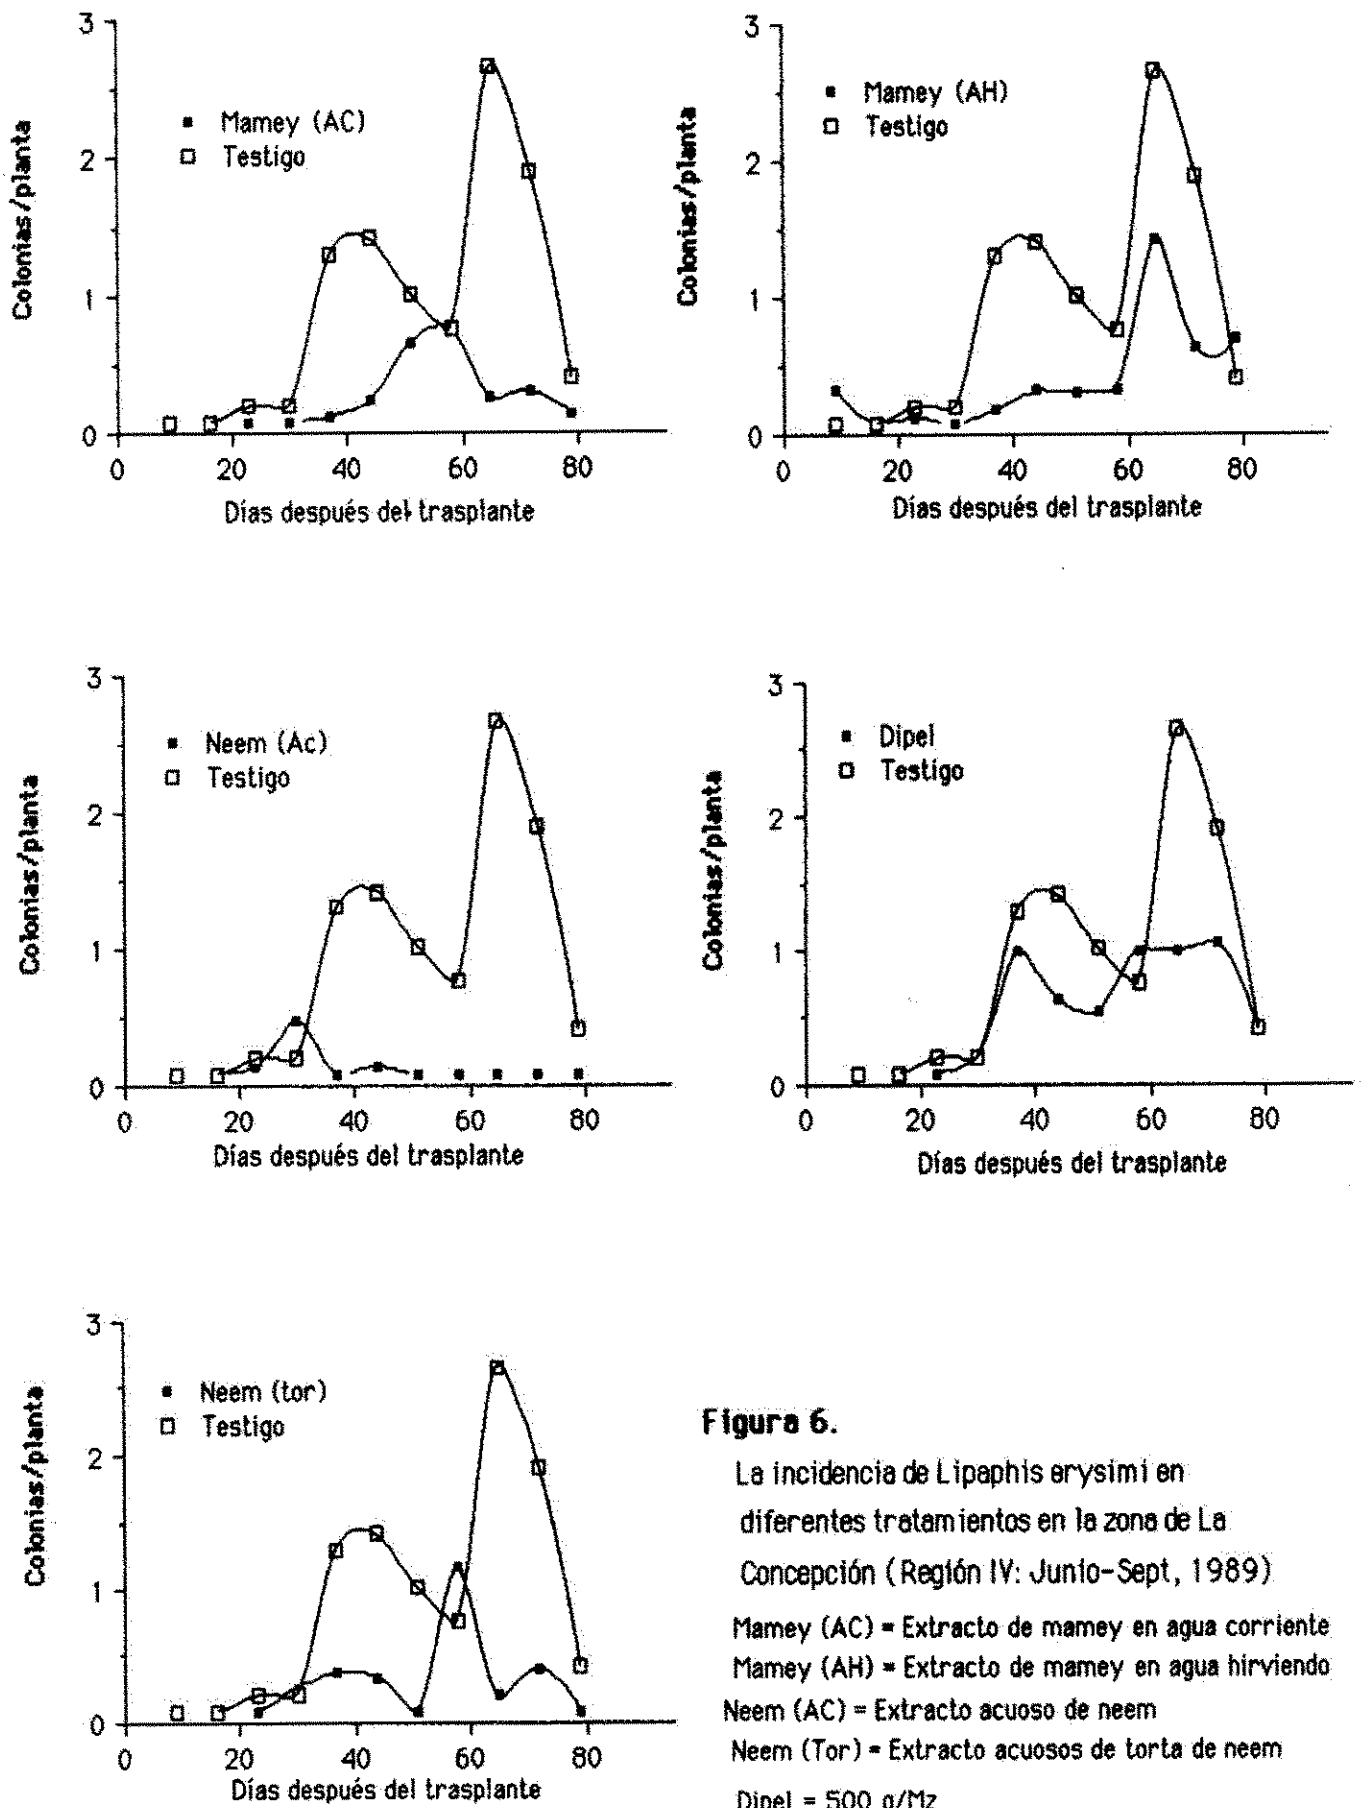 3
Mamey (AC)
Testigo
2
Colonias/planta
1
0
0 20 40 60 80
Días después del trasplante
3
Mamey (AH)
Testigo
2
Colonias/planta
1
0
0 20 40 60 80
Días después del trasplante
3
Neem (Ac)
Testigo
2
Colonias/planta
1
0
0 20 40 60 80
Días después del trasplante
3
Dipel
Testigo
2
Colonias/planta
1
0
0 20 40 60 80
Días después del trasplante
3
Neem (tor)
Testigo
2
Colonias/planta
1
0
0 20 40 60 80
Días después del trasplante
Figura 6.
La incidencia de Lipaphis erysimi en
diferentes tratamientos en la zona de La
Concepción (Región IV: Junio-Sept, 1989)
Mamey (AC) = Extracto de mamey en agua corriente
Mamey (AH) = Extracto de mamey en agua hirviendo
Neem (AC) = Extracto acuoso de neem
Neem (Tor) = Extracto acuosos de torta de neem
Dipel = 500 g/Mz